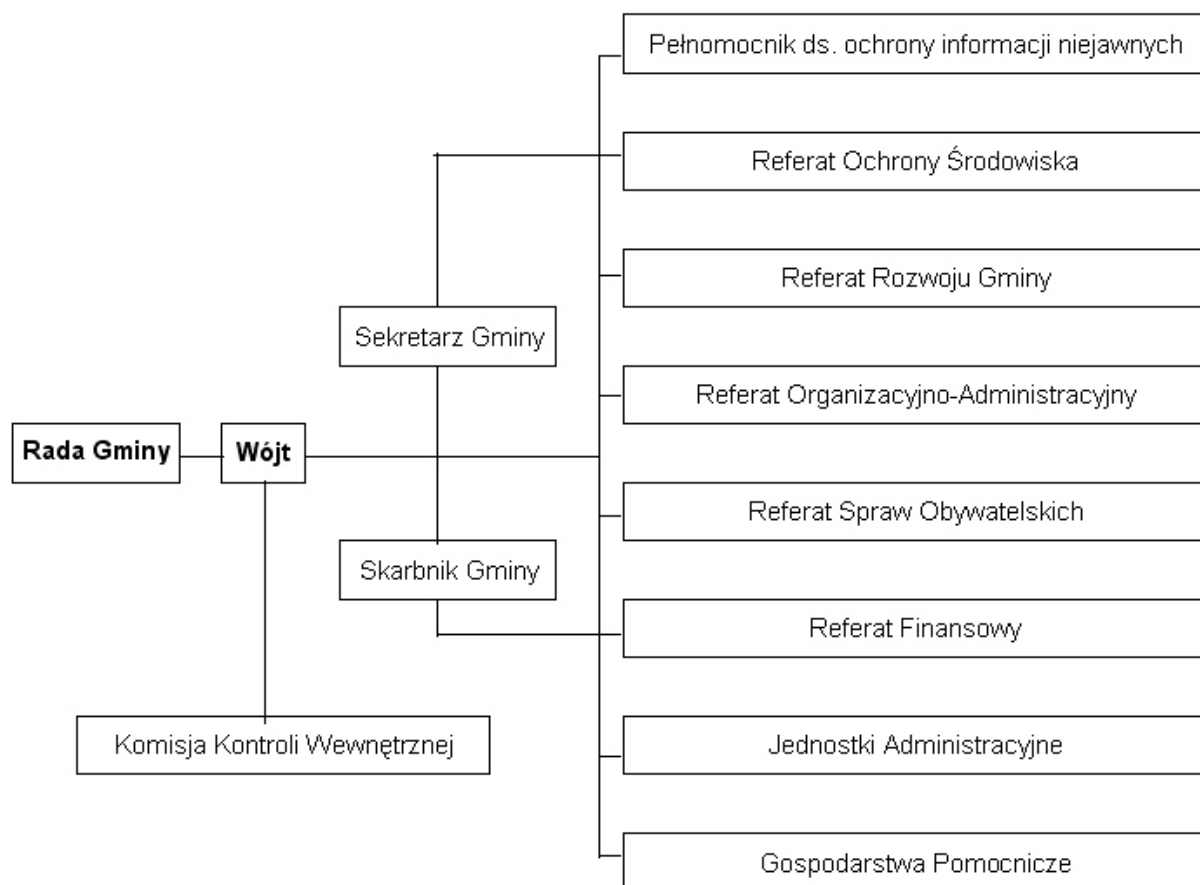 Pełnomocnik ds. ochrony informacji niejawnych
Referat Ochrony Środowiska
Referat Rozwoju Gminy
Sekretarz Gminy
Referat Organizacyjno-Administracyjny
Rada Gminy
Wójt
Referat Spraw Obywatelskich
Skarbnik Gminy
Referat Finansowy
Komisja Kontroli Wewnętrznej
Jednostki Administracyjne
Gospodarstwa Pomocnicze